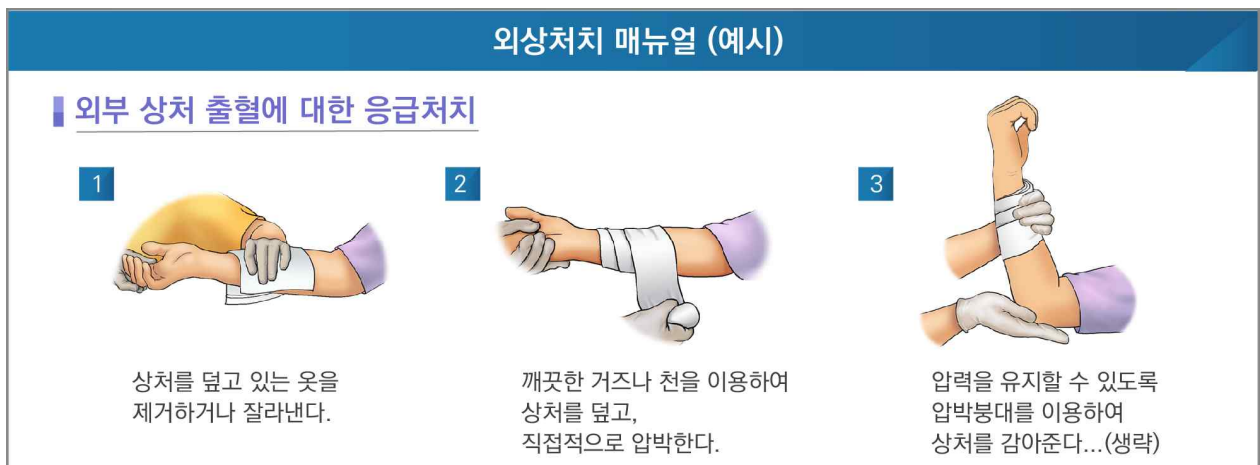 외상처치 매뉴얼 (예시)
외부 상처 출혈에 대한 응급처치
1
상처를 덮고 있는 옷을
제거하거나 잘라낸다.
2
깨끗한 거즈나 천을 이용하여
상처를 덮고,
직접적으로 압박한다.
3
압력을 유지할 수 있도록
압박붕대를 이용하여
상처를 감아준다...(생략)